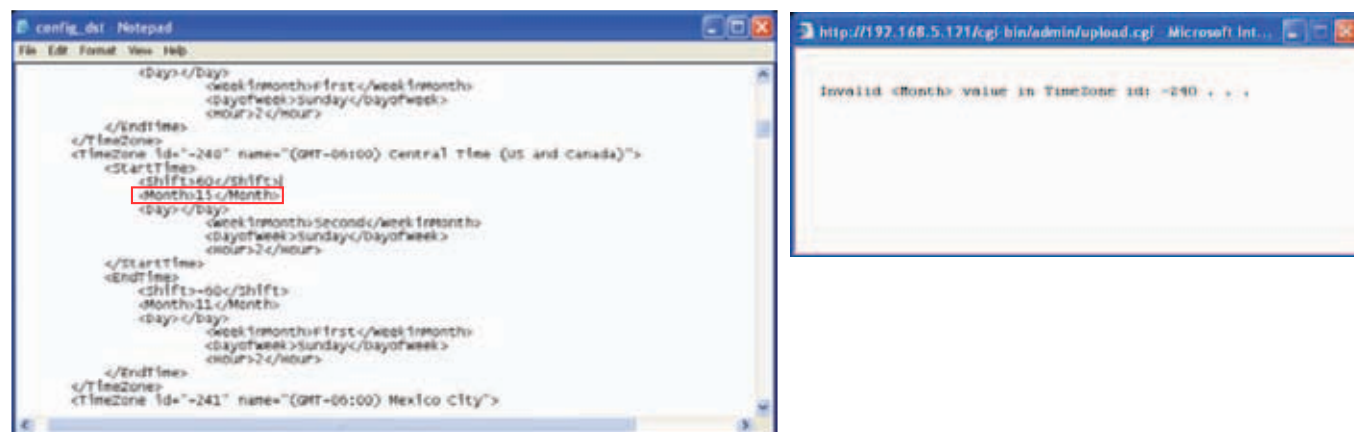 config_dst Notepad
File Edit Format View Help
<Day></Day>
<WeekInMonth>First</WeekInMonth>
<DayofWeek>Sunday</DayofWeek>
<Hour>2</Hour>
</EndTime>
</TimeZone>
<TimeZone id="-240" name="(GMT-06:00) Central Time (US and Canada)">
<StartTime>
<Shift>60</Shift>
<Month>15</Month>
<Day></Day>
<WeekInMonth>Second</WeekInMonth>
<DayofWeek>Sunday</DayofWeek>
<Hour>2</Hour>
</StartTime>
<EndTime>
<Shift>-60</Shift>
<Month>11</Month>
<Day></Day>
<WeekInMonth>First</WeekInMonth>
<DayofWeek>Sunday</DayofWeek>
<Hour>2</Hour>
</EndTime>
</TimeZone>
<TimeZone id="-241" name="(GMT-06:00) Mexico City">
http://192.168.5.121/cgi-bin/admin/upload.cgi Microsoft Int...
Invalid <Month> value in TimeZone id: -240 . . .